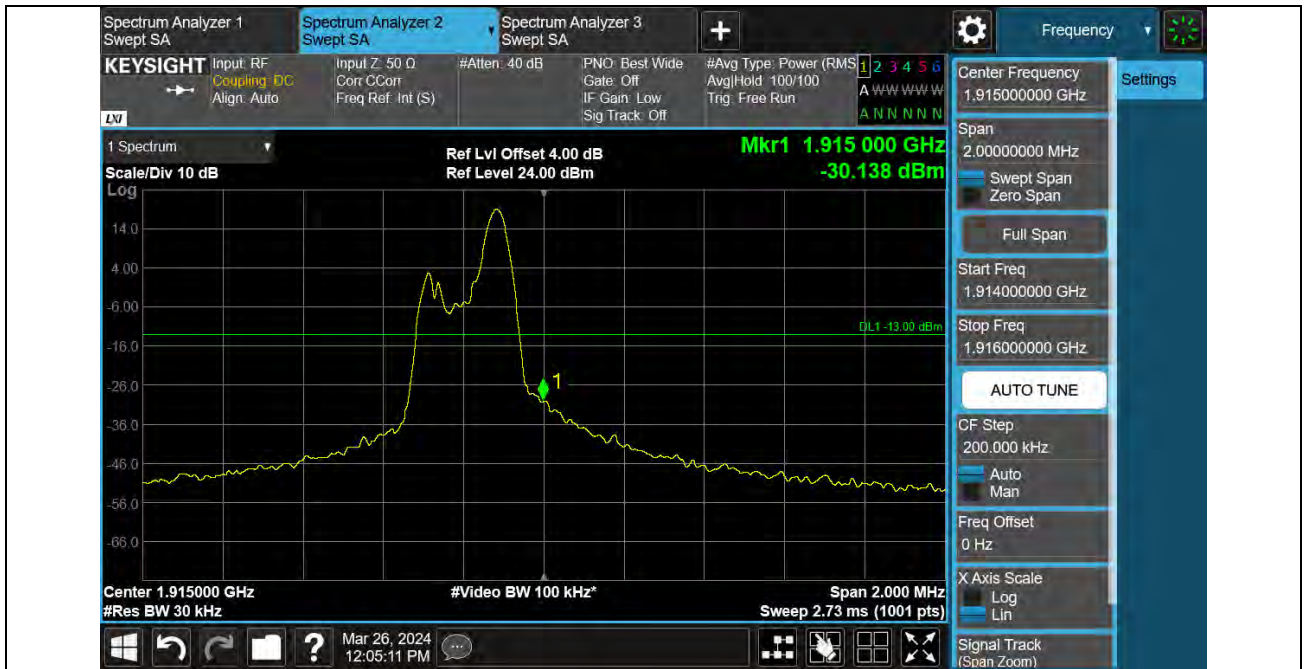 Spectrum Analyzer 1
Swept SA
Spectrum Analyzer 2
Swept SA
Spectrum Analyzer 3
Swept SA
+
Frequency
KEYSIGHT
LXI
Input: RF
Coupling: DC
Align: Auto
Input Z: 50 Ω
Corr CCorr
Freq Ref: Int (S)
#Atten: 40 dB
PNO: Best Wide
Gate: Off
IF Gain: Low
Sig Track: Off
#Avg Type: Power (RMS
Avg|Hold: 100/100
Trig: Free Run
1 2 3 4 5 6
A W W W W W
A N N N N N
1 Spectrum
Scale/Div 10 dB
Log
Ref Lvl Offset 4.00 dB
Ref Level 24.00 dBm
Mkr1 1.915 000 GHz
-30.138 dBm
14.0
4.00
-6.00
-16.0
-26.0
-36.0
-46.0
-56.0
-66.0
DL1 -13.00 dBm
1
Center 1.915000 GHz
#Res BW 30 kHz
#Video BW 100 kHz*
Span 2.000 MHz
Sweep 2.73 ms (1001 pts)
Center Frequency
1.915000000 GHz
Settings
Span
2.00000000 MHz
Swept Span
Zero Span
Full Span
Start Freq
1.914000000 GHz
Stop Freq
1.916000000 GHz
AUTO TUNE
CF Step
200.000 kHz
Auto
Man
Freq Offset
0 Hz
X Axis Scale
Log
Lin
Signal Track
(Span Zoom)
?
Mar 26, 2024
12:05:11 PM